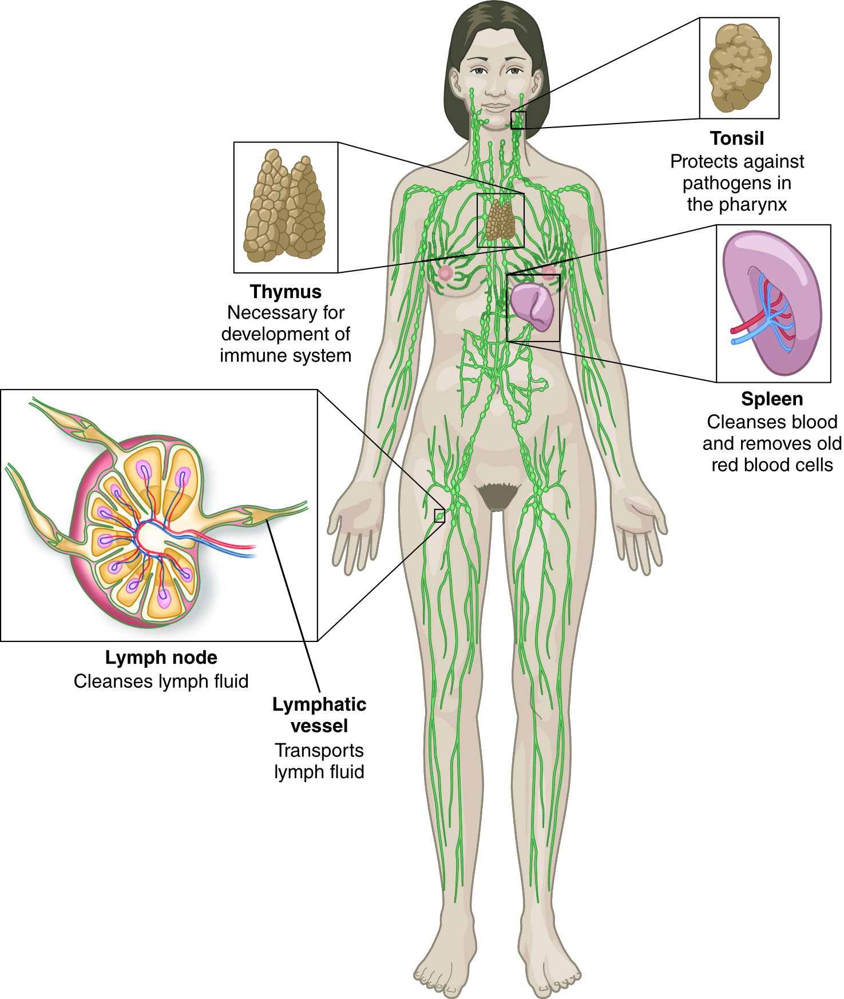 Tonsil
Protects against
pathogens in
the pharynx
Thymus
Necessary for
development of
immune system
Spleen
Cleanses blood
and removes old
red blood cells
Lymph node
Cleanses lymph fluid
Lymphatic
vessel
Transports
lymph fluid